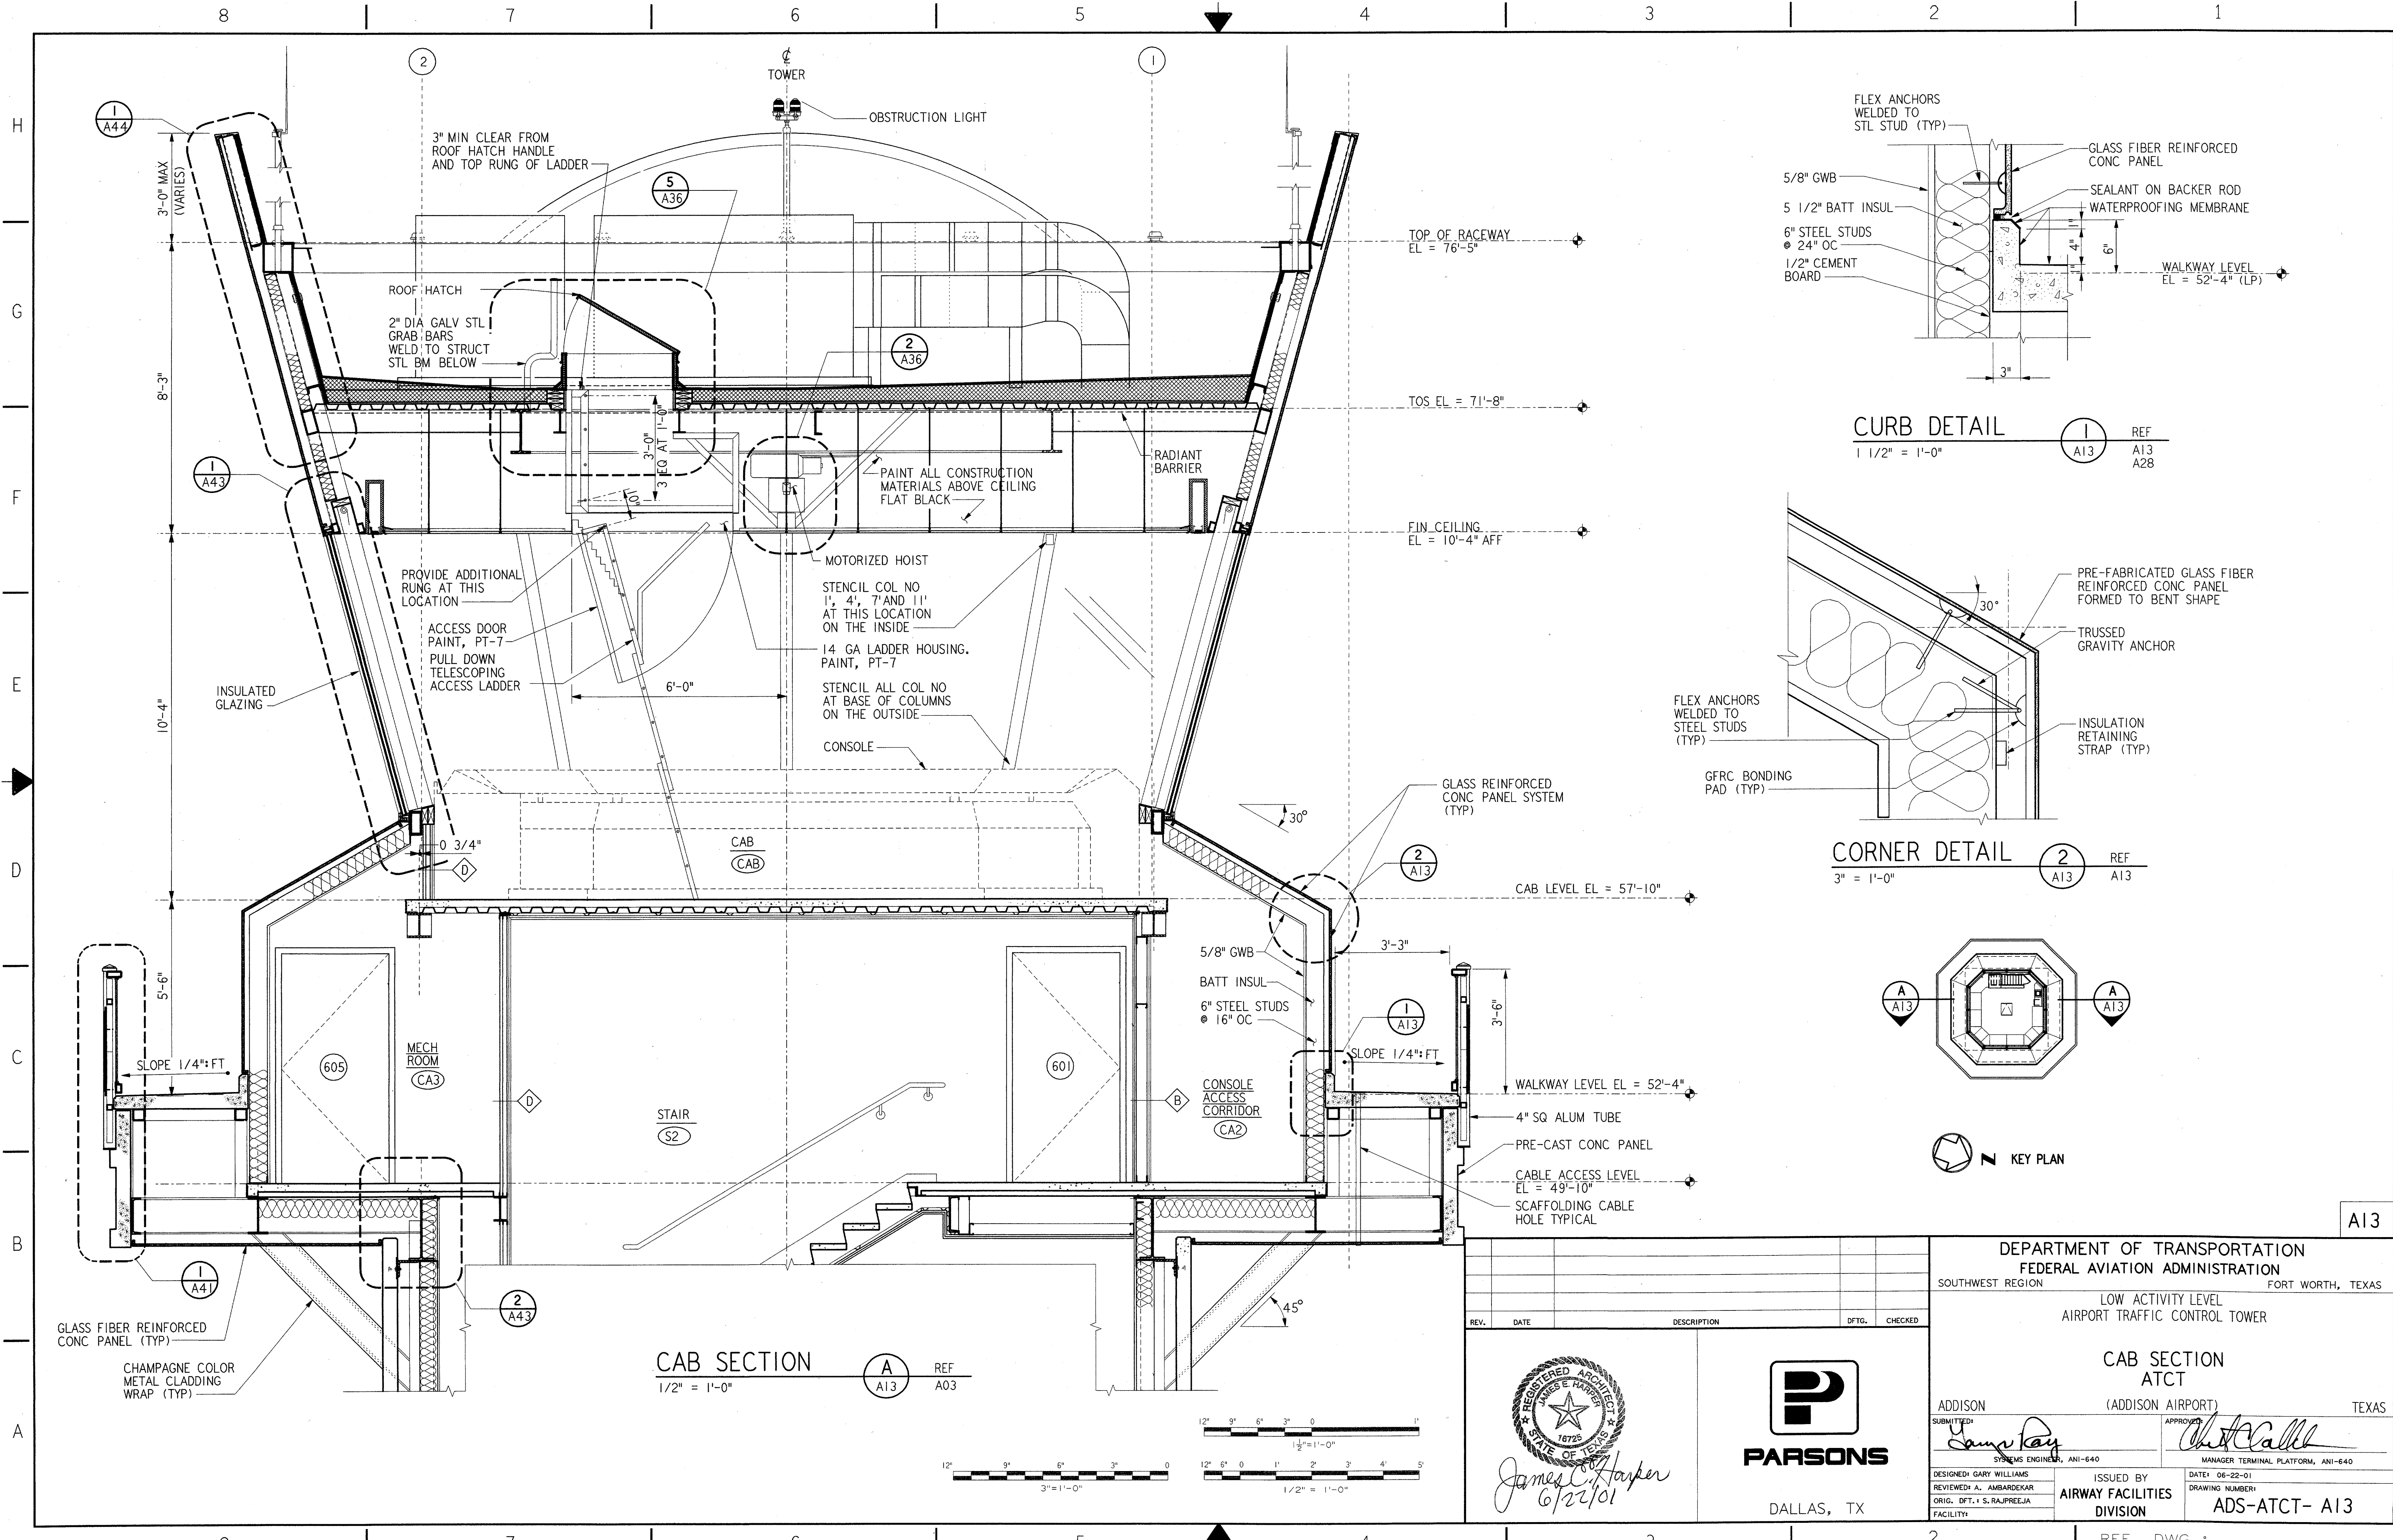 8 7 6 5 4 3 2 1
H
G
F
E
D
C
B
A
2
℄
TOWER
1
OBSTRUCTION LIGHT
1
A44
3'-0" MAX
(VARIES)
3" MIN CLEAR FROM
ROOF HATCH HANDLE
AND TOP RUNG OF LADDER
5
A36
TOP OF RACEWAY
EL = 76'-5"
ROOF HATCH
2" DIA GALV STL
GRAB BARS
WELD TO STRUCT
STL BM BELOW
2
A36
8'-3"
TOS EL = 71'-8"
3'-0"
3 EQ AT 1'-0"
10"
RADIANT
BARRIER
PAINT ALL CONSTRUCTION
MATERIALS ABOVE CEILING
FLAT BLACK
1
A43
FIN CEILING
EL = 10'-4" AFF
MOTORIZED HOIST
PROVIDE ADDITIONAL
RUNG AT THIS
LOCATION
STENCIL COL NO
1', 4', 7' AND 11'
AT THIS LOCATION
ON THE INSIDE
ACCESS DOOR
PAINT, PT-7
PULL DOWN
TELESCOPING
ACCESS LADDER
14 GA LADDER HOUSING.
PAINT, PT-7
6'-0"
STENCIL ALL COL NO
AT BASE OF COLUMNS
ON THE OUTSIDE
INSULATED
GLAZING
10'-4"
CONSOLE
GLASS REINFORCED
CONC PANEL SYSTEM
(TYP)
30°
0 3/4"
D
CAB
CAB
2
A13
CAB LEVEL EL = 57'-10"
5'-6"
5/8" GWB
BATT INSUL
6" STEEL STUDS
@ 16" OC
3'-3"
3'-6"
1
A13
SLOPE 1/4":FT
SLOPE 1/4":FT
605
MECH
ROOM
CA3
D
STAIR
S2
601
B
CONSOLE
ACCESS
CORRIDOR
CA2
WALKWAY LEVEL EL = 52'-4"
4" SQ ALUM TUBE
PRE-CAST CONC PANEL
CABLE ACCESS LEVEL
EL = 49'-10"
SCAFFOLDING CABLE
HOLE TYPICAL
1
A41
2
A43
45°
GLASS FIBER REINFORCED
CONC PANEL (TYP)
CHAMPAGNE COLOR
METAL CLADDING
WRAP (TYP)
CAB SECTION
1/2" = 1'-0"
A
A13
REF
A03
12" 9" 6" 3" 0 1'
1½"=1'-0"
12" 9" 6" 3" 0
3"=1'-0"
12" 6" 0 1' 2' 3' 4' 5'
1/2" = 1'-0"
FLEX ANCHORS
WELDED TO
STL STUD (TYP)
GLASS FIBER REINFORCED
CONC PANEL
5/8" GWB
SEALANT ON BACKER ROD
5 1/2" BATT INSUL
WATERPROOFING MEMBRANE
6" STEEL STUDS
@ 24" OC
1/2" CEMENT
BOARD
1"
4"
1"
6"
WALKWAY LEVEL
EL = 52'-4" (LP)
3"
CURB DETAIL
1 1/2" = 1'-0"
1
A13
REF
A13
A28
PRE-FABRICATED GLASS FIBER
REINFORCED CONC PANEL
FORMED TO BENT SHAPE
30°
TRUSSED
GRAVITY ANCHOR
FLEX ANCHORS
WELDED TO
STEEL STUDS
(TYP)
INSULATION
RETAINING
STRAP (TYP)
GFRC BONDING
PAD (TYP)
CORNER DETAIL
3" = 1'-0"
2
A13
REF
A13
A
A13
A
A13
N KEY PLAN
A13
REV. DATE DESCRIPTION DFTG. CHECKED
REGISTERED ARCHITECT
JAMES E. HARPER
16725
STATE OF TEXAS
6/22/01
PARSONS
DALLAS, TX
DEPARTMENT OF TRANSPORTATION
FEDERAL AVIATION ADMINISTRATION
SOUTHWEST REGION FORT WORTH, TEXAS
LOW ACTIVITY LEVEL
AIRPORT TRAFFIC CONTROL TOWER
CAB SECTION
ATCT
ADDISON (ADDISON AIRPORT) TEXAS
SUBMITTED: APPROVED:
SYSTEMS ENGINEER, ANI-640 MANAGER TERMINAL PLATFORM, ANI-640
DESIGNED: GARY WILLIAMS
REVIEWED: A. AMBARDEKAR
ORIG. DFT.: S. RAJPREEJA
FACILITY:
ISSUED BY
AIRWAY FACILITIES
DIVISION
DATE: 06-22-01
DRAWING NUMBER:
ADS-ATCT- A13